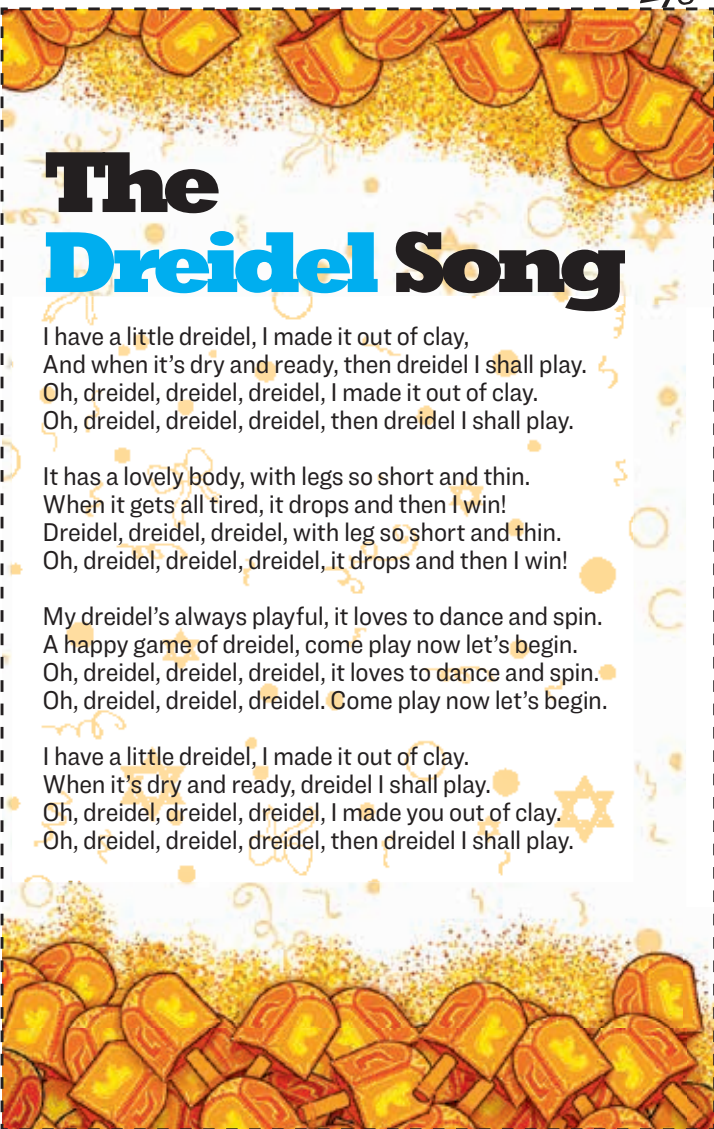 The
Dreidel Song
I have a little dreidel, I made it out of clay,
And when it's dry and ready, then dreidel I shall play.
Oh, dreidel, dreidel, dreidel, I made it out of clay.
Oh, dreidel, dreidel, dreidel, then dreidel I shall play.

It has a lovely body, with legs so short and thin.
When it gets all tired, it drops and then I win!
Dreidel, dreidel, dreidel, with leg so short and thin.
Oh, dreidel, dreidel, dreidel, it drops and then I win!

My dreidel's always playful, it loves to dance and spin.
A happy game of dreidel, come play now let's begin.
Oh, dreidel, dreidel, dreidel, it loves to dance and spin.
Oh, dreidel, dreidel, dreidel. Come play now let's begin.

I have a little dreidel, I made it out of clay.
When it's dry and ready, dreidel I shall play.
Oh, dreidel, dreidel, dreidel, I made you out of clay.
Oh, dreidel, dreidel, dreidel, then dreidel I shall play.